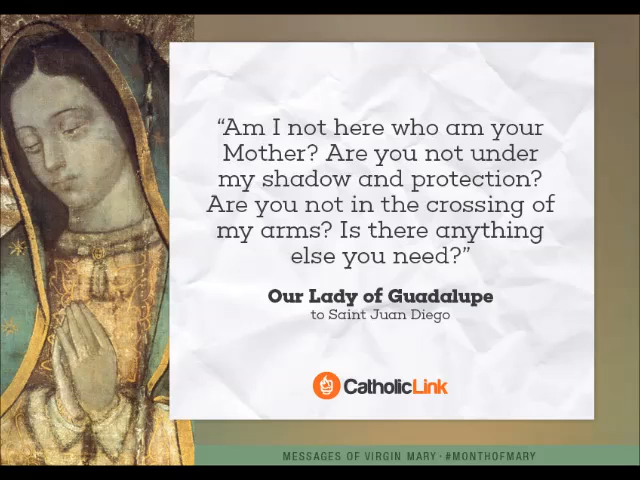 “Am I not here who am your
Mother? Are you not under
my shadow and protection?
Are you not in the crossing of
my arms? Is there anything
else you need?”
Our Lady of Guadalupe
to Saint Juan Diego
CatholicLink
MESSAGES OF VIRGIN MARY · #MONTHOFMARY